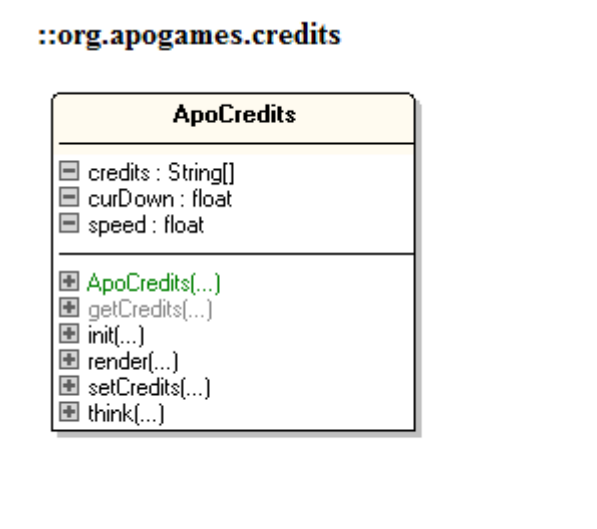 ::org.apogames.credits
ApoCredits
credits : String[]
curDown : float
speed : float
ApoCredits(...)
getCredits(...)
init(...)
render(...)
setCredits(...)
think(...)